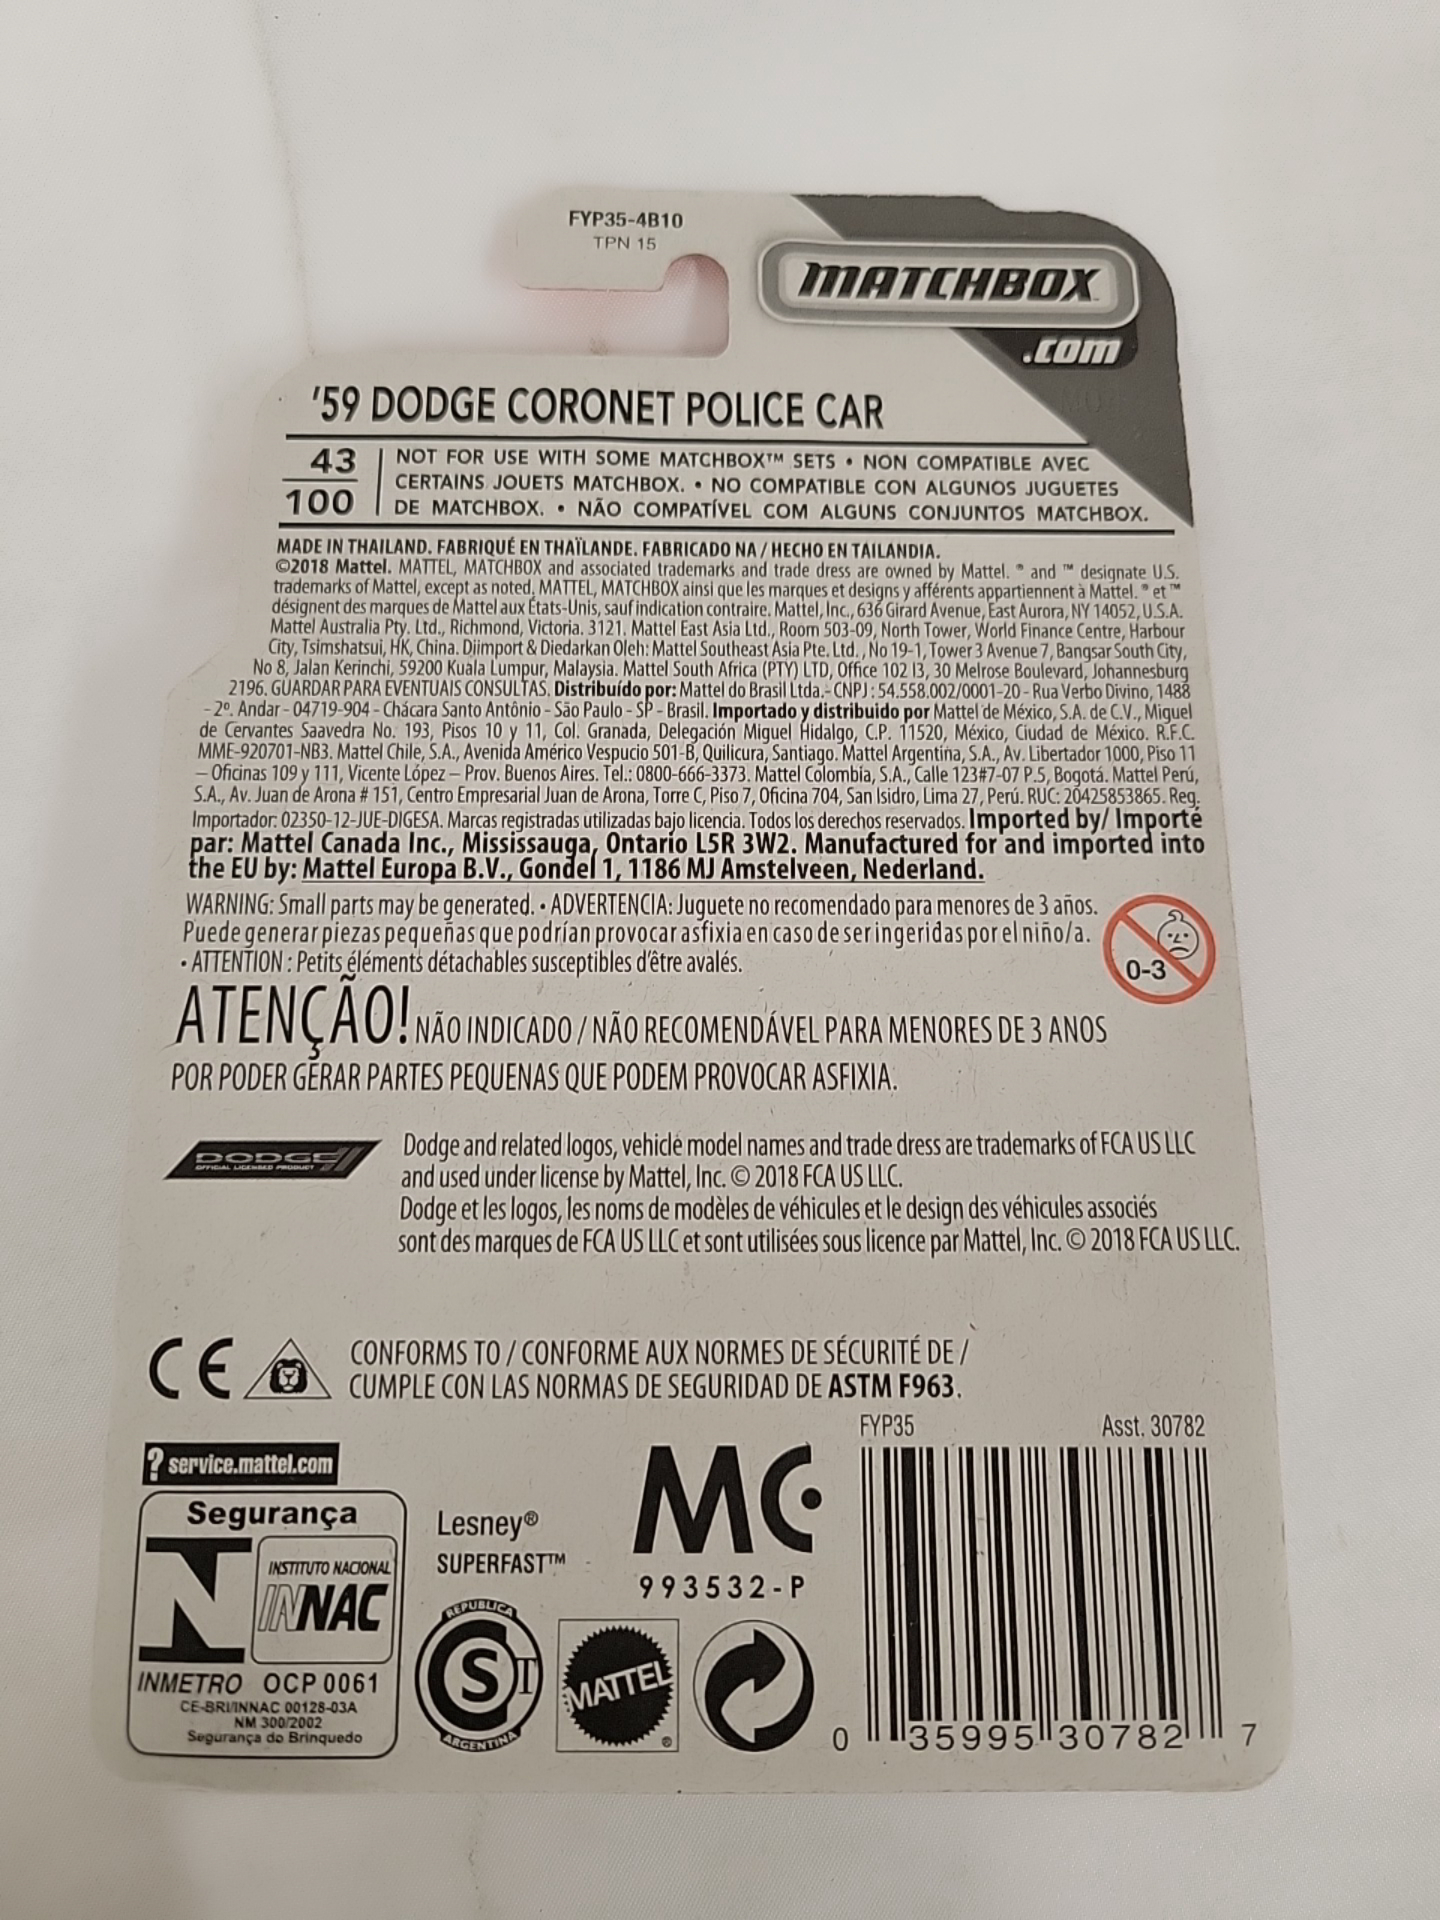 FYP35-4B10
TPN 15
MATCHBOX
.com
'59 DODGE CORONET POLICE CAR
43
100
NOT FOR USE WITH SOME MATCHBOX™ SETS • NON COMPATIBLE AVEC
CERTAINS JOUETS MATCHBOX. • NO COMPATIBLE CON ALGUNOS JUGUETES
DE MATCHBOX. • NÃO COMPATÍVEL COM ALGUNS CONJUNTOS MATCHBOX.
MADE IN THAILAND. FABRIQUÉ EN THAÏLANDE. FABRICADO NA / HECHO EN TAILANDIA.
©2018 Mattel. MATTEL, MATCHBOX and associated trademarks and trade dress are owned by Mattel. ® and ™ designate U.S.
trademarks of Mattel, except as noted. MATTEL, MATCHBOX ainsi que les marques et designs y afférents appartiennent à Mattel. ® et ™
désignent des marques de Mattel aux États-Unis, sauf indication contraire. Mattel, Inc., 636 Girard Avenue, East Aurora, NY 14052, U.S.A.
Mattel Australia Pty. Ltd., Richmond, Victoria. 3121. Mattel East Asia Ltd., Room 503-09, North Tower, World Finance Centre, Harbour
City, Tsimshatsui, HK, China. Diimport & Diedarkan Oleh: Mattel Southeast Asia Pte. Ltd., No 19-1, Tower 3 Avenue 7, Bangsar South City,
No 8, Jalan Kerinchi, 59200 Kuala Lumpur, Malaysia. Mattel South Africa (PTY) LTD, Office 102 I3, 30 Melrose Boulevard, Johannesburg
2196. GUARDAR PARA EVENTUAIS CONSULTAS. Distribuído por: Mattel do Brasil Ltda.- CNPJ : 54.558.002/0001-20 - Rua Verbo Divino, 1488
- 2º. Andar - 04719-904 - Chácara Santo Antônio - São Paulo - SP - Brasil. Importado y distribuido por Mattel de México, S.A. de C.V., Miguel
de Cervantes Saavedra No. 193, Pisos 10 y 11, Col. Granada, Delegación Miguel Hidalgo, C.P. 11520, México, Ciudad de México. R.F.C.
MME-920701-NB3. Mattel Chile, S.A., Avenida Américo Vespucio 501-B, Quilicura, Santiago. Mattel Argentina, S.A., Av. Libertador 1000, Piso 11
– Oficinas 109 y 111, Vicente López – Prov. Buenos Aires. Tel.: 0800-666-3373. Mattel Colombia, S.A., Calle 123#7-07 P.5, Bogotá. Mattel Perú,
S.A., Av. Juan de Arona # 151, Centro Empresarial Juan de Arona, Torre C, Piso 7, Oficina 704, San Isidro, Lima 27, Perú. RUC: 20425853865. Reg.
Importador: 02350-12-JUE-DIGESA. Marcas registradas utilizadas bajo licencia. Todos los derechos reservados. Imported by/ Importé
par: Mattel Canada Inc., Mississauga, Ontario L5R 3W2. Manufactured for and imported into
the EU by: Mattel Europa B.V., Gondel 1, 1186 MJ Amstelveen, Nederland.
WARNING: Small parts may be generated. • ADVERTENCIA: Juguete no recomendado para menores de 3 años.
Puede generar piezas pequeñas que podrían provocar asfixia en caso de ser ingeridas por el niño/a.
• ATTENTION : Petits éléments détachables susceptibles d'être avalés.
0-3
ATENÇÃO! NÃO INDICADO / NÃO RECOMENDÁVEL PARA MENORES DE 3 ANOS
POR PODER GERAR PARTES PEQUENAS QUE PODEM PROVOCAR ASFIXIA.
DODGE
OFFICIAL LICENSED PRODUCT
Dodge and related logos, vehicle model names and trade dress are trademarks of FCA US LLC
and used under license by Mattel, Inc. © 2018 FCA US LLC.
Dodge et les logos, les noms de modèles de véhicules et le design des véhicules associés
sont des marques de FCA US LLC et sont utilisées sous licence par Mattel, Inc. © 2018 FCA US LLC.
CE
CONFORMS TO / CONFORME AUX NORMES DE SÉCURITÉ DE /
CUMPLE CON LAS NORMAS DE SEGURIDAD DE ASTM F963.
FYP35 Asst. 30782
? service.mattel.com
Segurança
INSTITUTO NACIONAL
INNAC
INMETRO OCP 0061
CE-BRI/INNAC 00128-03A
NM 300/2002
Segurança do Brinquedo
Lesney®
SUPERFAST™
MC
993532-P
REPUBLICA
S T
ARGENTINA
MATTEL
®
0 35995 30782 7